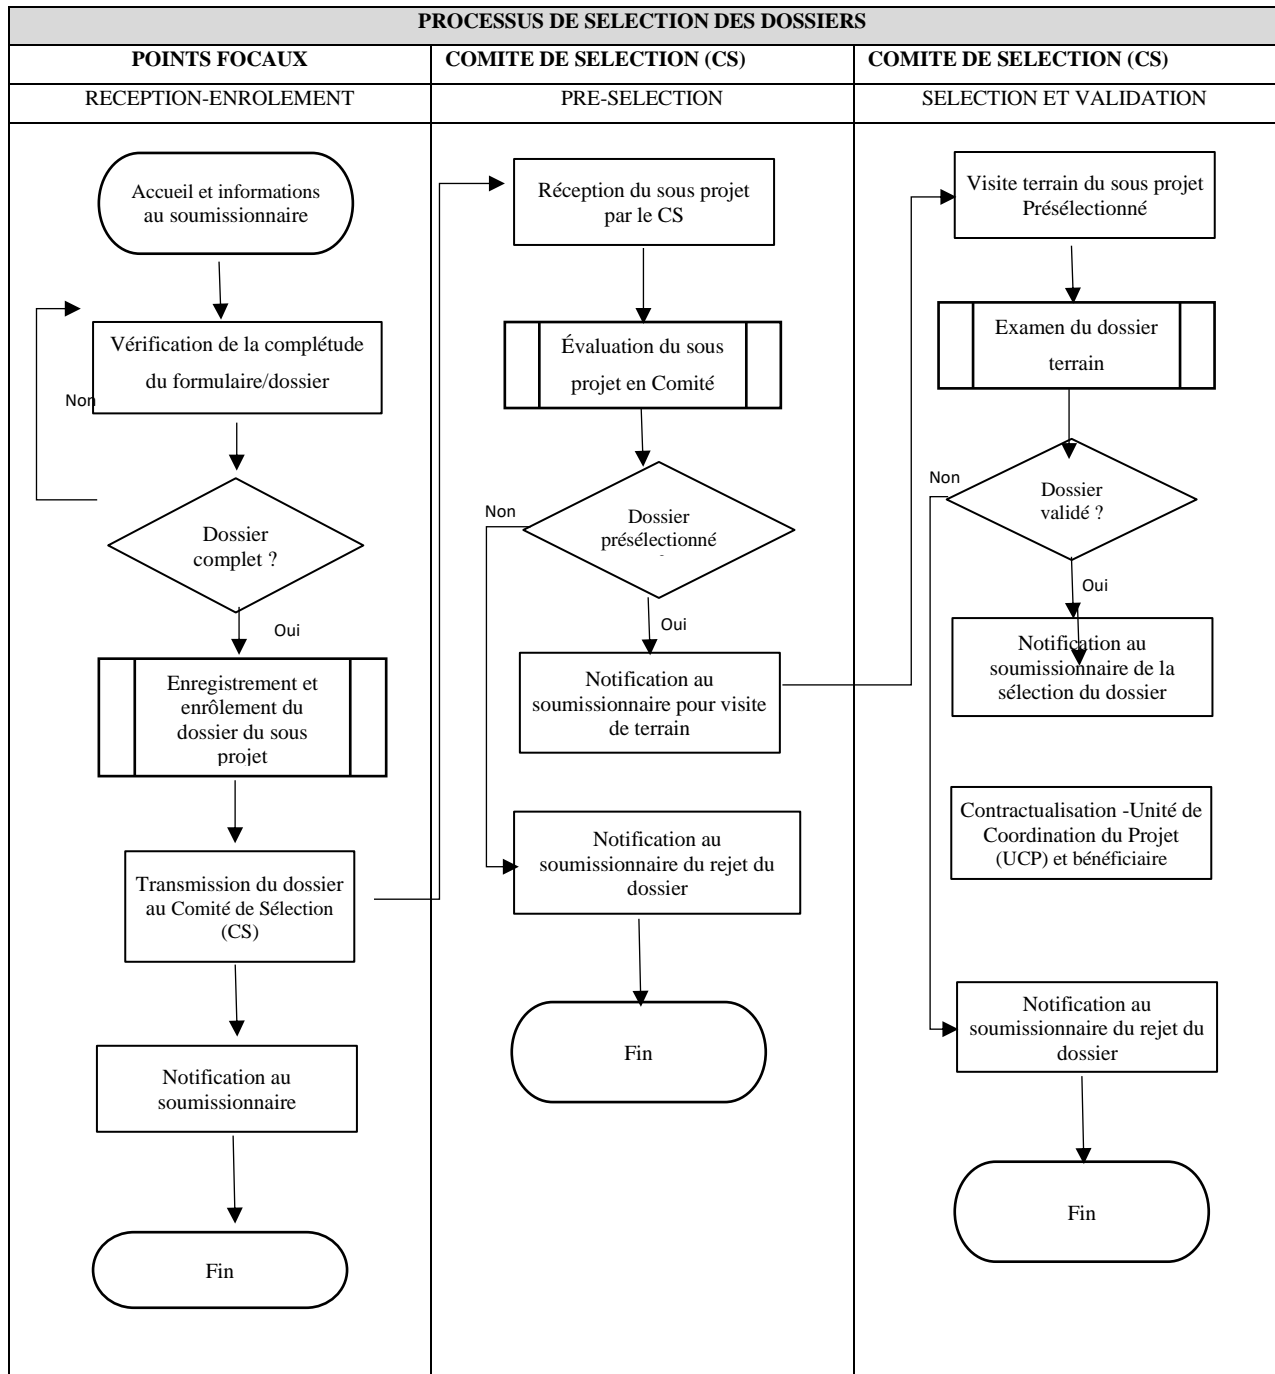 PROCESSUS DE SELECTION DES DOSSIERS
POINTS FOCAUX
COMITE DE SELECTION (CS)
COMITE DE SELECTION (CS)
RECEPTION-ENROLEMENT
PRE-SELECTION
SELECTION ET VALIDATION
Accueil et informations
au soumissionnaire
Vérification de la complétude
du formulaire/dossier
Non
Dossier
complet ?
Oui
Enregistrement et
enrôlement du
dossier du sous
projet
Transmission du dossier
au Comité de Sélection
(CS)
Notification au
soumissionnaire
Fin
Réception du sous projet
par le CS
Évaluation du sous
projet en Comité
Non
Dossier
présélectionné
Oui
Notification au
soumissionnaire pour visite
de terrain
Notification au
soumissionnaire du rejet du
dossier
Fin
Visite terrain du sous projet
Présélectionné
Examen du dossier
terrain
Non
Dossier
validé ?
Oui
Notification au
soumissionnaire de la
sélection du dossier
Contractualisation -Unité de
Coordination du Projet
(UCP) et bénéficiaire
Notification au
soumissionnaire du rejet du
dossier
Fin